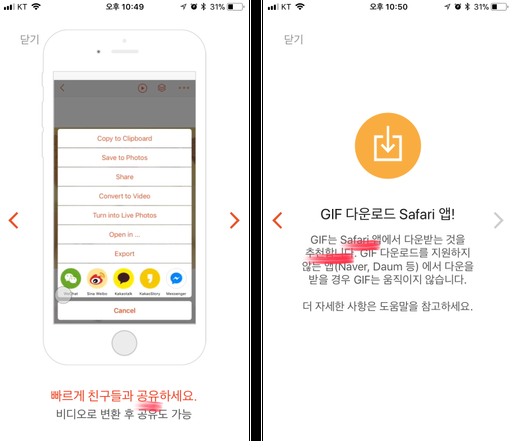 KT 오후 10:49 31%
닫기
Copy to Clipboard
Save to Photos
Share
Convert to Video
Turn into Live Photos
Open in ...
Export
Sina Weibo Kakaotalk KakaoStory Messenger
Cancel
빠르게 친구들과 공유하세요.
비디오로 변환 후 공유도 가능
KT 오후 10:50 31%
닫기
GIF 다운로드 Safari 앱!
GIF는 Safari 앱에서 다운받는 것을
추천합니다. GIF 다운로드를 지원하지
않는 앱(Naver, Daum 등) 에서 다운을
받을 경우 GIF는 움직이지 않습니다.
더 자세한 사항은 도움말을 참고하세요.